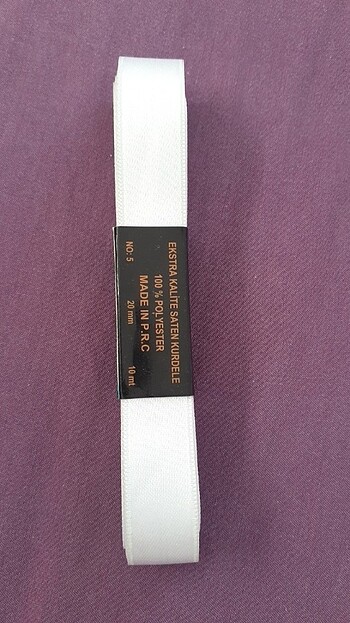 EKSTRA KALİTE SATEN KURDELE
100 % POLYESTER
MADE IN P.R.C
NO: 5 20 mm 10 mt.